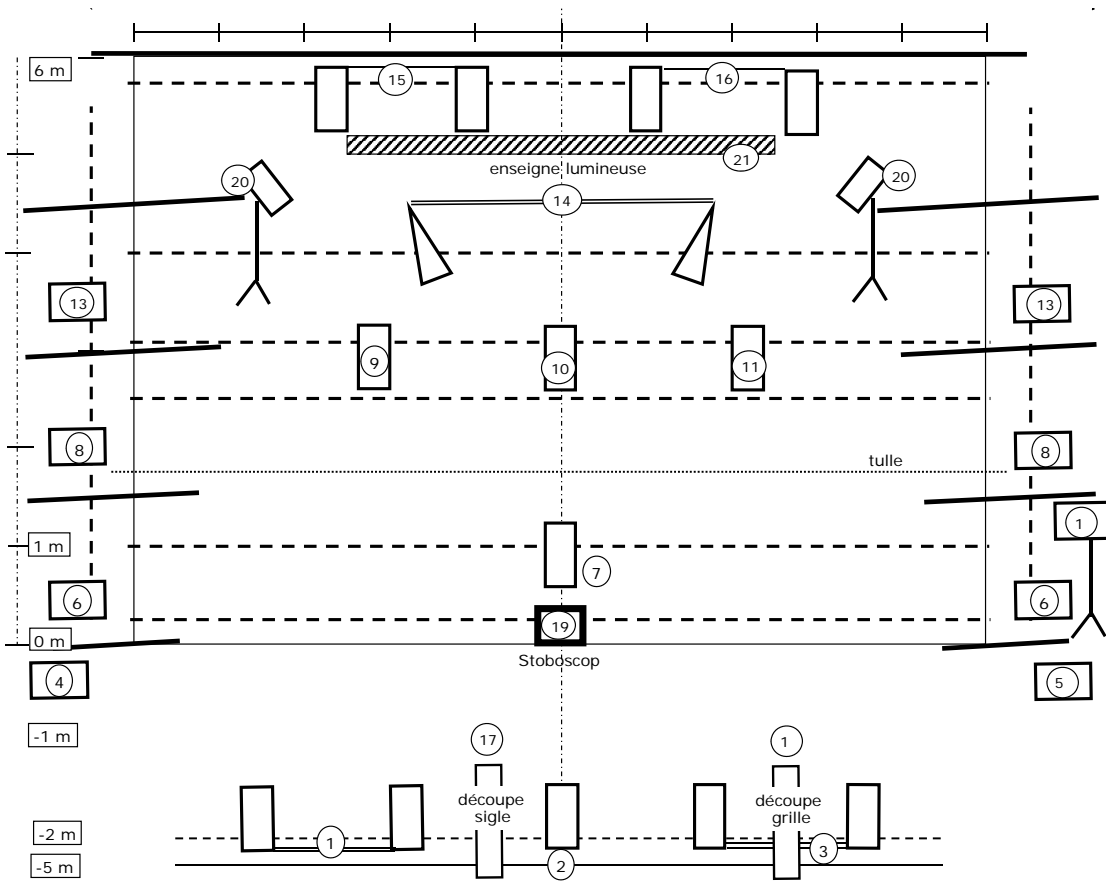 6 m
15
16
21
enseigne lumineuse
20
20
14
13
13
9
10
11
8
8
tulle
1
1 m
7
6
6
19
0 m
Stoboscop
4
5
-1 m
17
1
découpe
sigle
découpe
grille
-2 m
1
3
-5 m
2